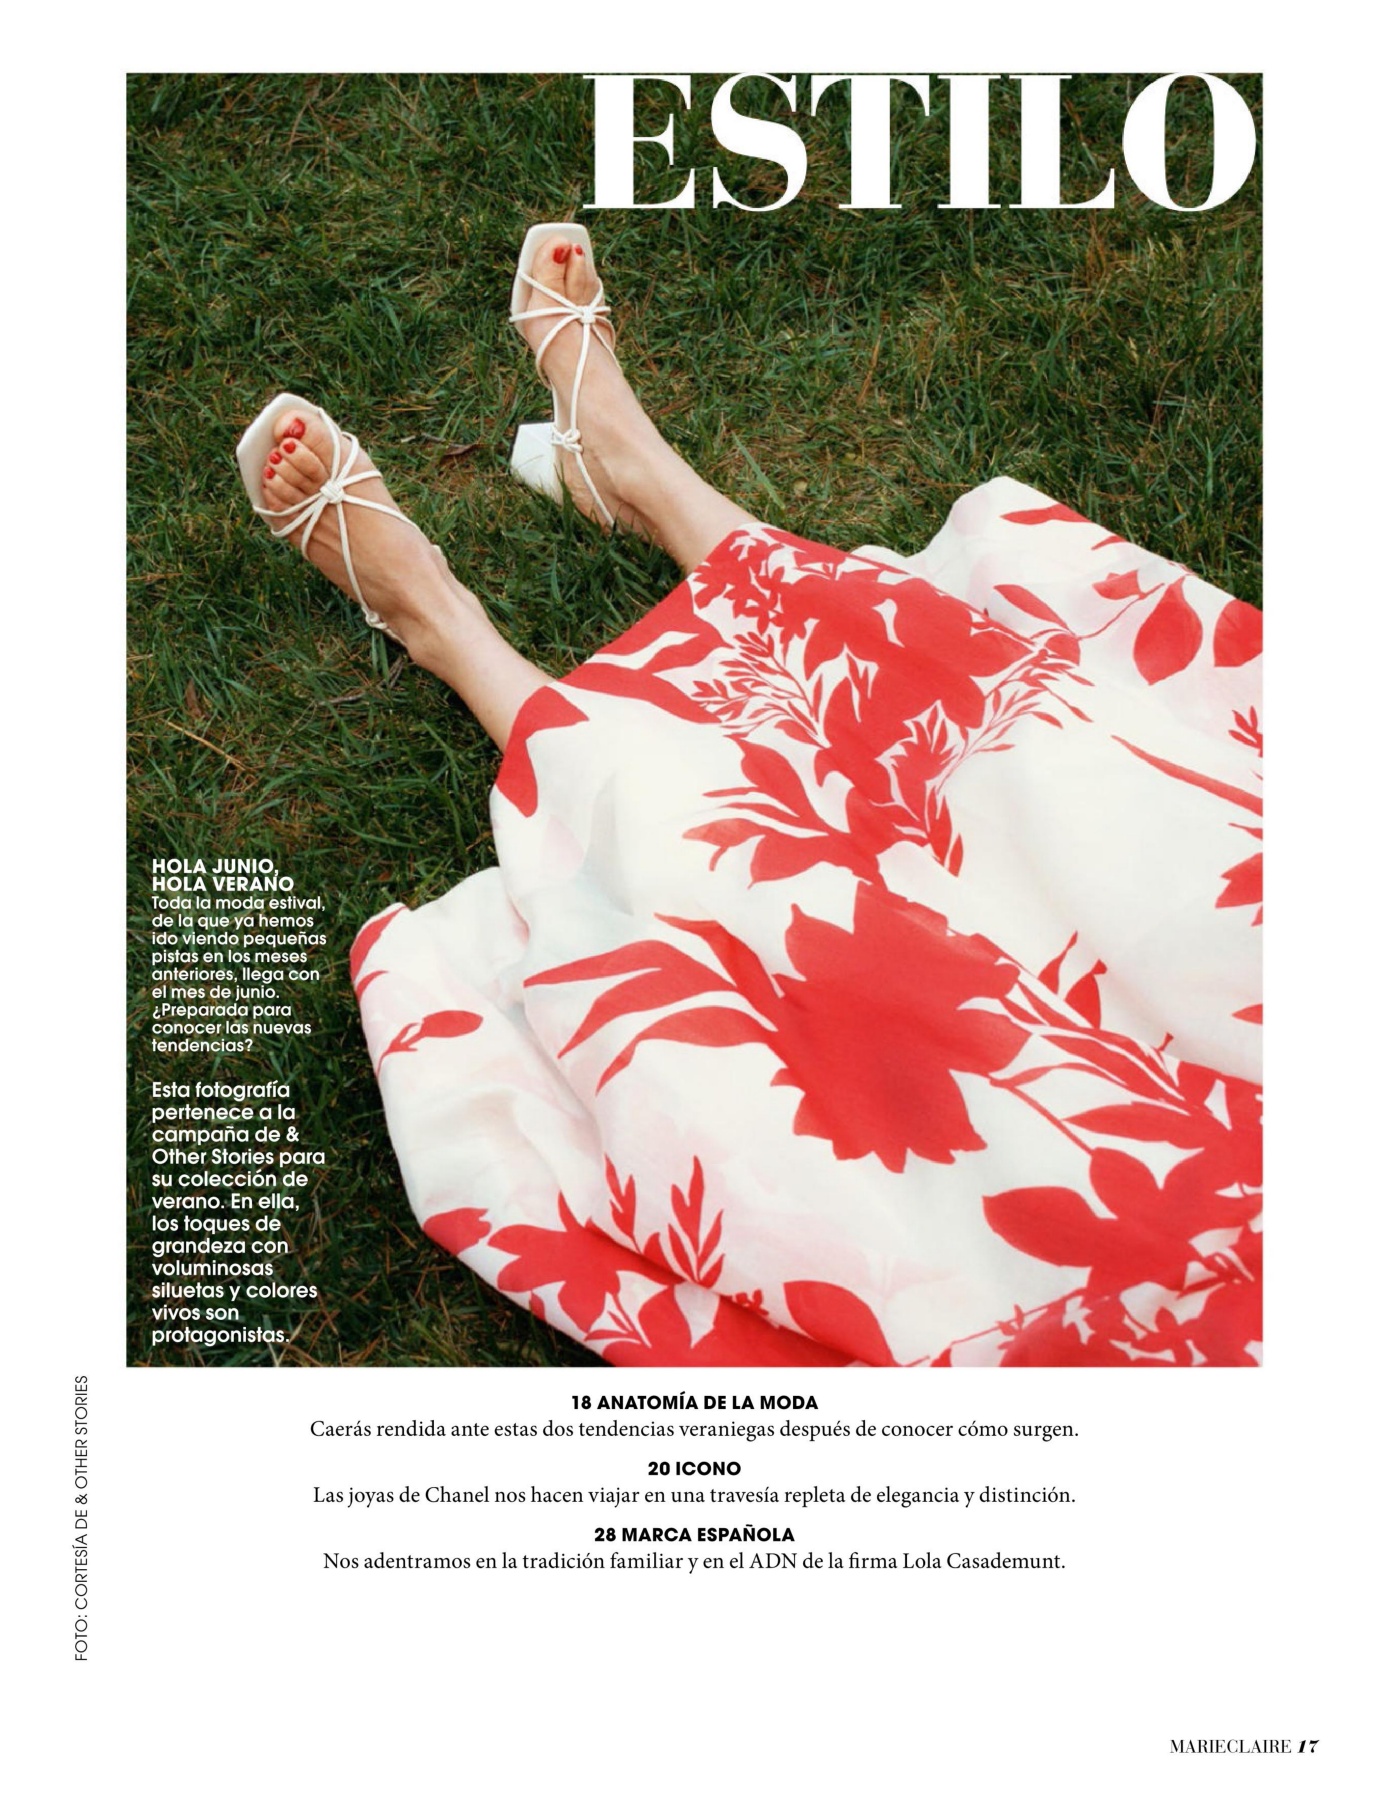 ESTILO
HOLA JUNIO,
HOLA VERANO
Toda la moda estival,
de la que ya hemos
ido viendo pequeñas
pistas en los meses
anteriores, llega con
el mes de junio.
¿Preparada para
conocer las nuevas
tendencias?
Esta fotografía
pertenece a la
campaña de &
Other Stories para
su colección de
verano. En ella,
los toques de
grandeza con
voluminosas
siluetas y colores
vivos son
protagonistas.
FOTO: CORTESÍA DE & OTHER STORIES
18 ANATOMÍA DE LA MODA
Caerás rendida ante estas dos tendencias veraniegas después de conocer cómo surgen.
20 ICONO
Las joyas de Chanel nos hacen viajar en una travesía repleta de elegancia y distinción.
28 MARCA ESPAÑOLA
Nos adentramos en la tradición familiar y en el ADN de la firma Lola Casademunt.
MARIECLAIRE 17